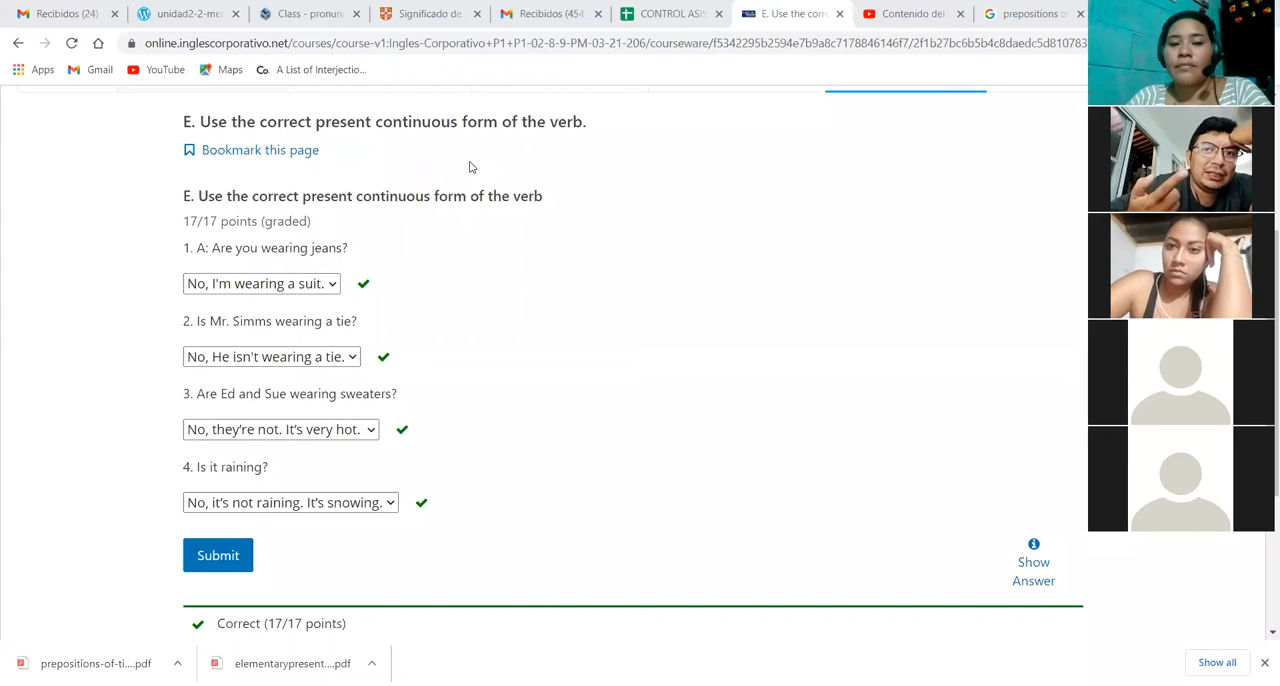 Recibidos (24)
unidad2-2-mer
Class - pronun
Significado de
Recibidos (454
CONTROL ASIS
E. Use the corre
Contenido del
prepositions of
online.inglescorporativo.net/courses/course-v1:Ingles-Corporativo+P1+P1-02-8-9-PM-03-21-206/courseware/f5342295b2594e7b9a8c7178846146f7/2f1b27bc6b5b4c8daedc5d810783
Apps
Gmail
YouTube
Maps
Co. A List of Interjectio...
E. Use the correct present continuous form of the verb.
Bookmark this page
E. Use the correct present continuous form of the verb
17/17 points (graded)
1. A: Are you wearing jeans?
No, I'm wearing a suit.
2. Is Mr. Simms wearing a tie?
No, He isn't wearing a tie.
3. Are Ed and Sue wearing sweaters?
No, they're not. It's very hot.
4. Is it raining?
No, it's not raining. It's snowing.
Submit
Show
Answer
Correct (17/17 points)
prepositions-of-ti....pdf
elementarypresent....pdf
Show all